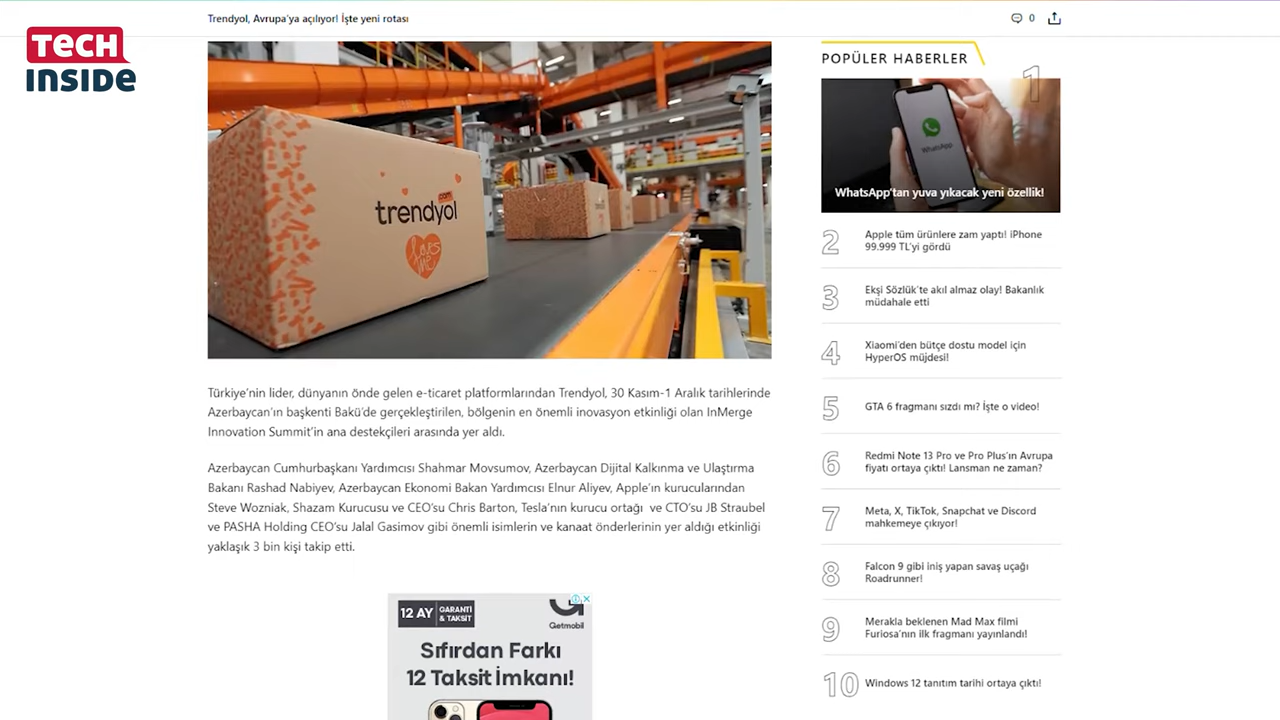 Trendyol, Avrupa'ya açılıyor! İşte yeni rotası
0
TECH
INSIDE
trendyol
com
LOVES
ME
Türkiye'nin lider, dünyanın önde gelen e-ticaret platformlarından Trendyol, 30 Kasım-1 Aralık tarihlerinde
Azerbaycan'ın başkenti Bakü'de gerçekleştirilen, bölgenin en önemli inovasyon etkinliği olan InMerge
Innovation Summit'in ana destekçileri arasında yer aldı.
Azerbaycan Cumhurbaşkanı Yardımcısı Shahmar Movsumov, Azerbaycan Dijital Kalkınma ve Ulaştırma
Bakanı Rashad Nabiyev, Azerbaycan Ekonomi Bakan Yardımcısı Elnur Aliyev, Apple'ın kurucularından
Steve Wozniak, Shazam Kurucusu ve CEO'su Chris Barton, Tesla'nın kurucu ortağı ve CTO'su JB Straubel
ve PASHA Holding CEO'su Jalal Gasimov gibi önemli isimlerin ve kanaat önderlerinin yer aldığı etkinliği
yaklaşık 3 bin kişi takip etti.
12 AY GARANTİ
& TAKSİT
Getmobil
Sıfırdan Farkı
12 Taksit İmkanı!
POPÜLER HABERLER
1
WhatsApp
WhatsApp'tan yuva yıkacak yeni özellik!
2 Apple tüm ürünlere zam yaptı! iPhone
99.999 TL'yi gördü
3 Ekşi Sözlük'te akıl almaz olay! Bakanlık
müdahale etti
4 Xiaomi'den bütçe dostu model için
HyperOS müjdesi!
5 GTA 6 fragmanı sızdı mı? İşte o video!
6 Redmi Note 13 Pro ve Pro Plus'ın Avrupa
fiyatı ortaya çıktı! Lansman ne zaman?
7 Meta, X, TikTok, Snapchat ve Discord
mahkemeye çıkıyor!
8 Falcon 9 gibi iniş yapan savaş uçağı
Roadrunner!
9 Merakla beklenen Mad Max filmi
Furiosa'nın ilk fragmanı yayınlandı!
10 Windows 12 tanıtım tarihi ortaya çıktı!